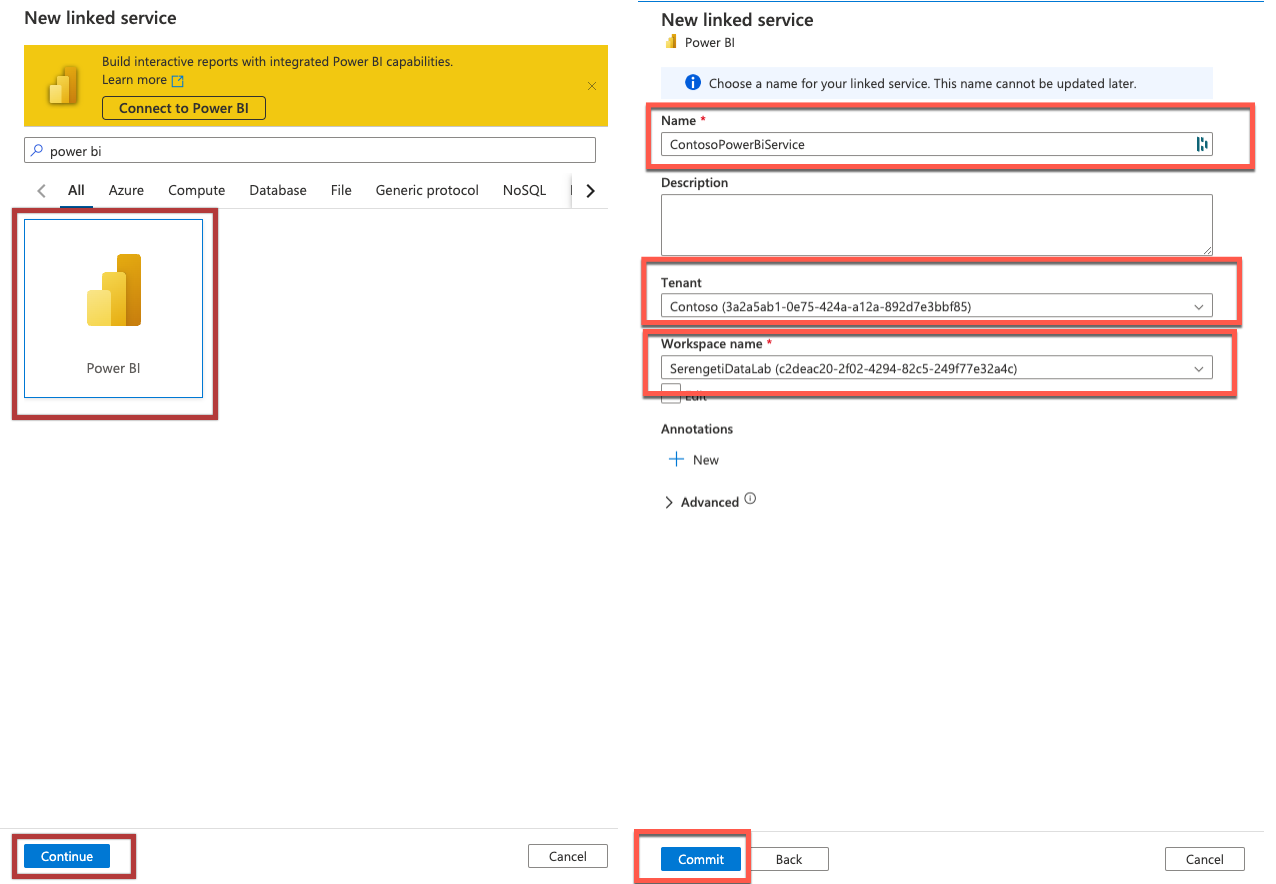 New linked service
Build interactive reports with integrated Power BI capabilities.
Learn more
Connect to Power BI
power bi
All Azure Compute Database File Generic protocol NoSQL
Power BI
Continue Cancel
New linked service
Power BI
Choose a name for your linked service. This name cannot be updated later.
Name *
ContosoPowerBiService
Description
Tenant
Contoso (3a2a5ab1-0e75-424a-a12a-892d7e3bbf85)
Workspace name *
SerengetiDataLab (c2deac20-2f02-4294-82c5-249f77e32a4c)
Edit
Annotations
New
Advanced
Commit Back Cancel